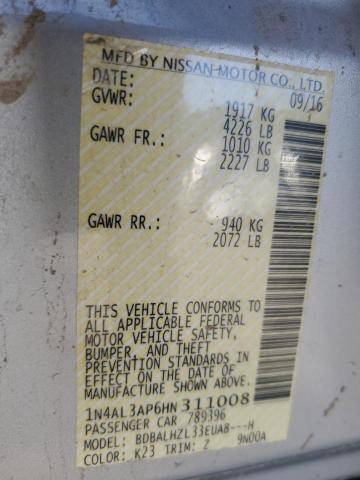 MFD BY NISSAN MOTOR CO., LTD.
DATE: 09/16
GVWR: 1917 KG
4226 LB
GAWR FR.: 1010 KG
2227 LB
GAWR RR.: 940 KG
2072 LB
THIS VEHICLE CONFORMS TO
ALL APPLICABLE FEDERAL
MOTOR VEHICLE SAFETY,
BUMPER, AND THEFT
PREVENTION STANDARDS IN
EFFECT ON THE DATE OF
MANUFACTURE SHOWN ABOVE.
1N4AL3AP6HN311008
PASSENGER CAR 789396
MODEL: BDBALHZL33EUAB---H
COLOR: K23 TRIM: Z 9N00A